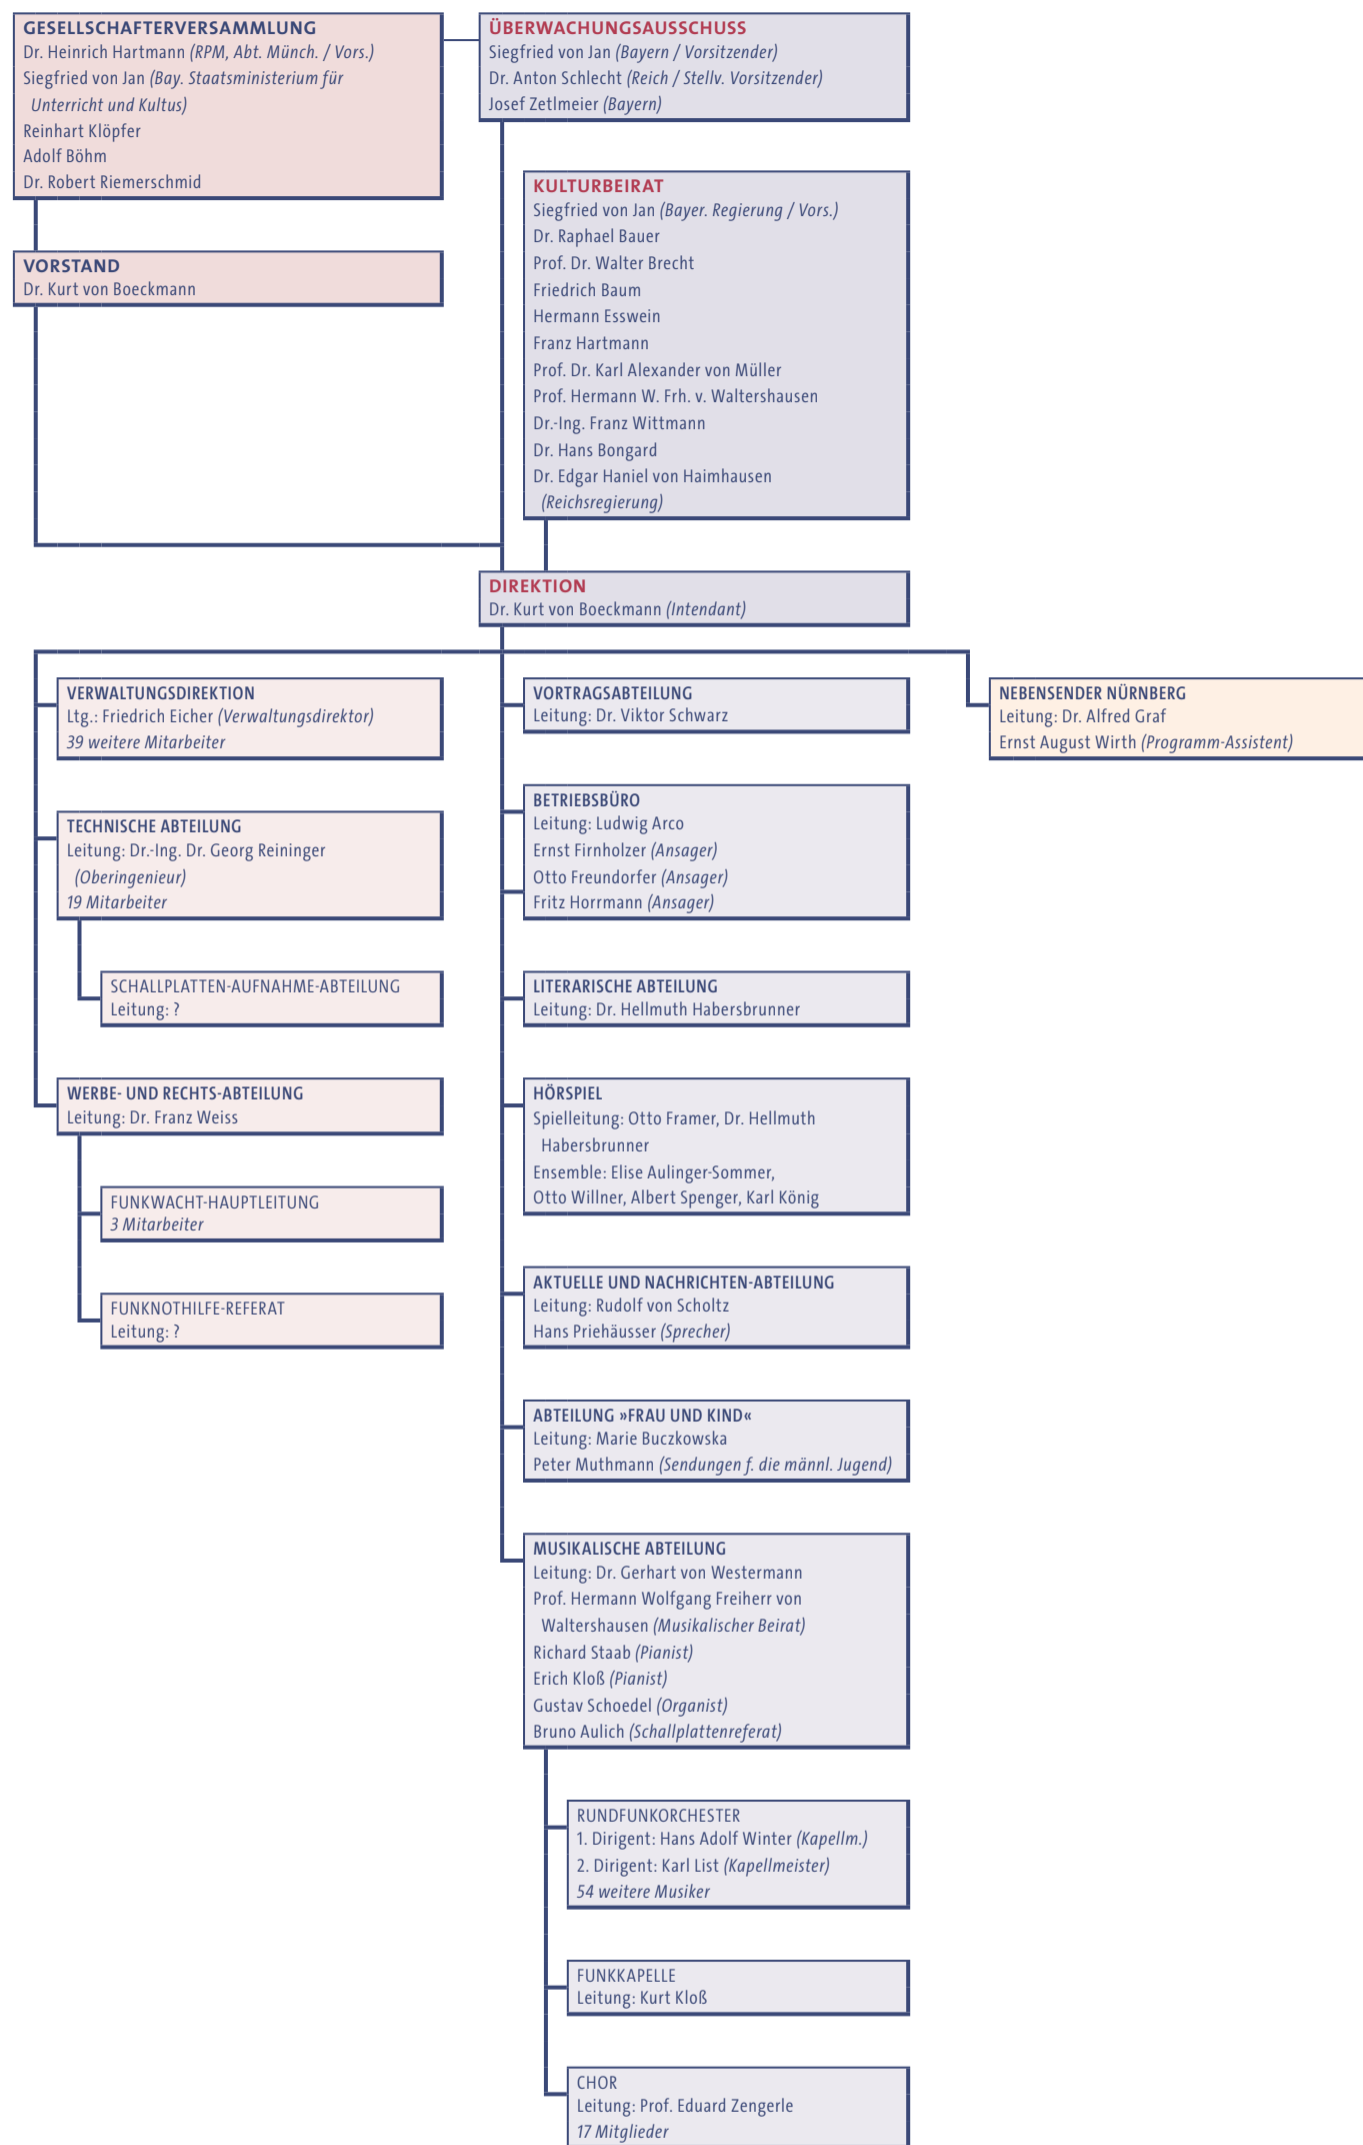 GESELLSCHAFTERVERSAMMLUNG
Dr. Heinrich Hartmann (RPM, Abt. Münch. / Vors.)
Siegfried von Jan (Bay. Staatsministerium für
Unterricht und Kultus)
Reinhart Klöpfer
Adolf Böhm
Dr. Robert Riemerschmid
ÜBERWACHUNGSAUSSCHUSS
Siegfried von Jan (Bayern / Vorsitzender)
Dr. Anton Schlecht (Reich / Stellv. Vorsitzender)
Josef Zetlmeier (Bayern)
KULTURBEIRAT
Siegfried von Jan (Bayer. Regierung / Vors.)
Dr. Raphael Bauer
Prof. Dr. Walter Brecht
Friedrich Baum
Hermann Esswein
Franz Hartmann
Prof. Dr. Karl Alexander von Müller
Prof. Hermann W. Frh. v. Waltershausen
Dr.-Ing. Franz Wittmann
Dr. Hans Bongard
Dr. Edgar Haniel von Haimhausen
(Reichsregierung)
VORSTAND
Dr. Kurt von Boeckmann
DIREKTION
Dr. Kurt von Boeckmann (Intendant)
VERWALTUNGSDIREKTION
Ltg.: Friedrich Eicher (Verwaltungsdirektor)
39 weitere Mitarbeiter
TECHNISCHE ABTEILUNG
Leitung: Dr.-Ing. Dr. Georg Reininger
(Oberingenieur)
19 Mitarbeiter
SCHALLPLATTEN-AUFNAHME-ABTEILUNG
Leitung: ?
WERBE- UND RECHTS-ABTEILUNG
Leitung: Dr. Franz Weiss
FUNKWACHT-HAUPTLEITUNG
3 Mitarbeiter
FUNKNOTHILFE-REFERAT
Leitung: ?
VORTRAGSABTEILUNG
Leitung: Dr. Viktor Schwarz
BETRIEBSBÜRO
Leitung: Ludwig Arco
Ernst Firnholzer (Ansager)
Otto Freundorfer (Ansager)
Fritz Horrmann (Ansager)
LITERARISCHE ABTEILUNG
Leitung: Dr. Hellmuth Habersbrunner
HÖRSPIEL
Spielleitung: Otto Framer, Dr. Hellmuth
Habersbrunner
Ensemble: Elise Aulinger-Sommer,
Otto Willner, Albert Spenger, Karl König
AKTUELLE UND NACHRICHTEN-ABTEILUNG
Leitung: Rudolf von Scholtz
Hans Priehäusser (Sprecher)
ABTEILUNG »FRAU UND KIND«
Leitung: Marie Buczkowska
Peter Muthmann (Sendungen f. die männl. Jugend)
MUSIKALISCHE ABTEILUNG
Leitung: Dr. Gerhart von Westermann
Prof. Hermann Wolfgang Freiherr von
Waltershausen (Musikalischer Beirat)
Richard Staab (Pianist)
Erich Kloß (Pianist)
Gustav Schoedel (Organist)
Bruno Aulich (Schallplattenreferat)
RUNDFUNKORCHESTER
1. Dirigent: Hans Adolf Winter (Kapellm.)
2. Dirigent: Karl List (Kapellmeister)
54 weitere Musiker
FUNKKAPELLE
Leitung: Kurt Kloß
CHOR
Leitung: Prof. Eduard Zengerle
17 Mitglieder
NEBENSENDER NÜRNBERG
Leitung: Dr. Alfred Graf
Ernst August Wirth (Programm-Assistent)